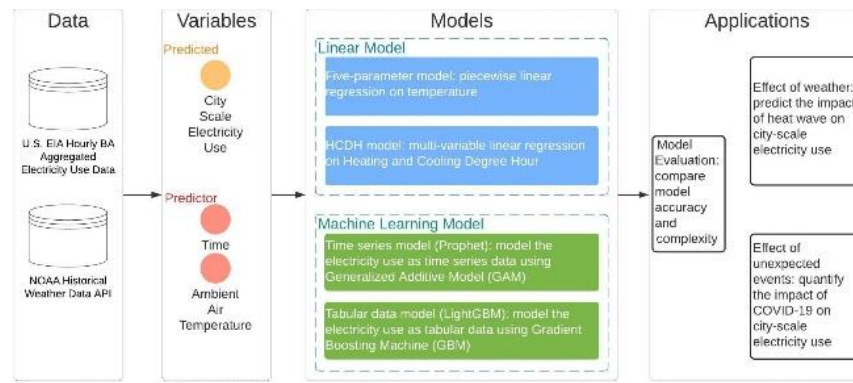 Data
U.S. EIA Hourly BA
Aggregated
Electricity Use Data
NOAA Historical
Weather Data API
Variables
Predicted
City
Scale
Electricity
Use
Predictor
Time
Ambient
Air
Temperature
Models
Linear Model
Five-parameter model: piecewise linear
regression on temperature
HCDH model: multi-variable linear regression
on Heating and Cooling Degree Hour
Machine Learning Model
Time series model (Prophet): model the
electricity use as time series data using
Generalized Additive Model (GAM)
Tabular data model (LightGBM): model the
electricity use as tabular data using Gradient
Boosting Machine (GBM)
Applications
Model
Evaluation:
compare
model
accuracy
and
complexity
Effect of weather:
predict the impact
of heat wave on
city-scale
electricity use
Effect of
unexpected
events: quantify
the impact of
COVID-19 on
city-scale
electricity use